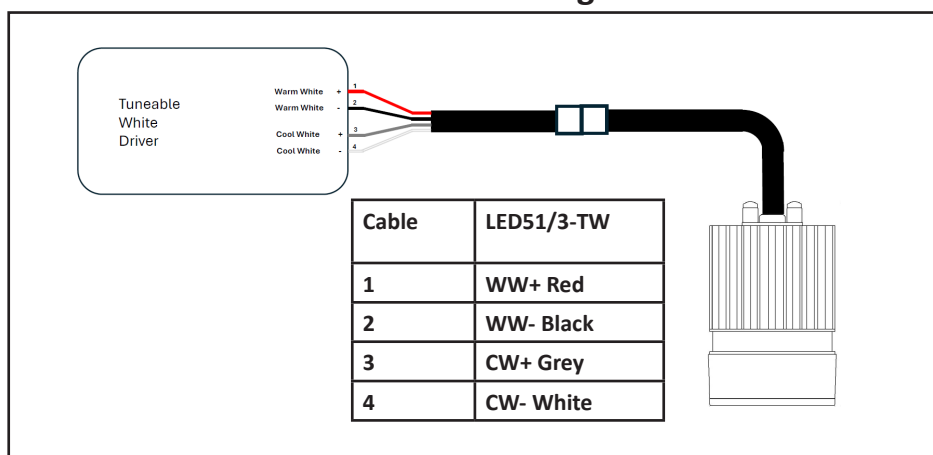 Tuneable
White
Driver
Warm White + 1
Warm White - 2
Cool White + 3
Cool White - 4
Cable LED51/3-TW
1 WW+ Red
2 WW- Black
3 CW+ Grey
4 CW- White